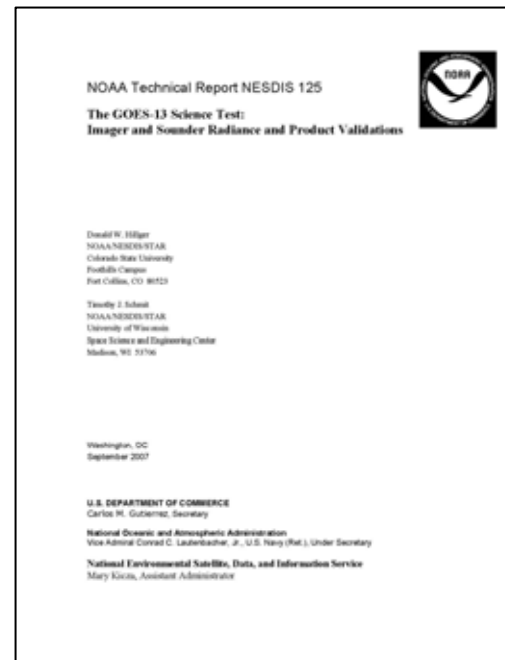 NOAA Technical Report NESDIS 125
NOAA
The GOES-13 Science Test:
Imager and Sounder Radiance and Product Validations
Donald W. Hillger
NOAA/NESDIS/STAR
Colorado State University
Foothills Campus
Fort Collins, CO 80523
Timothy J. Schmit
NOAA/NESDIS/STAR
University of Wisconsin
Space Science and Engineering Center
Madison, WI 53706
Washington, DC
September 2007
U.S. DEPARTMENT OF COMMERCE
Carlos M. Gutierrez, Secretary
National Oceanic and Atmospheric Administration
Vice Admiral Conrad C. Lautenbacher, Jr., U.S. Navy (Ret.), Under Secretary
National Environmental Satellite, Data, and Information Service
Mary Kicza, Assistant Administrator